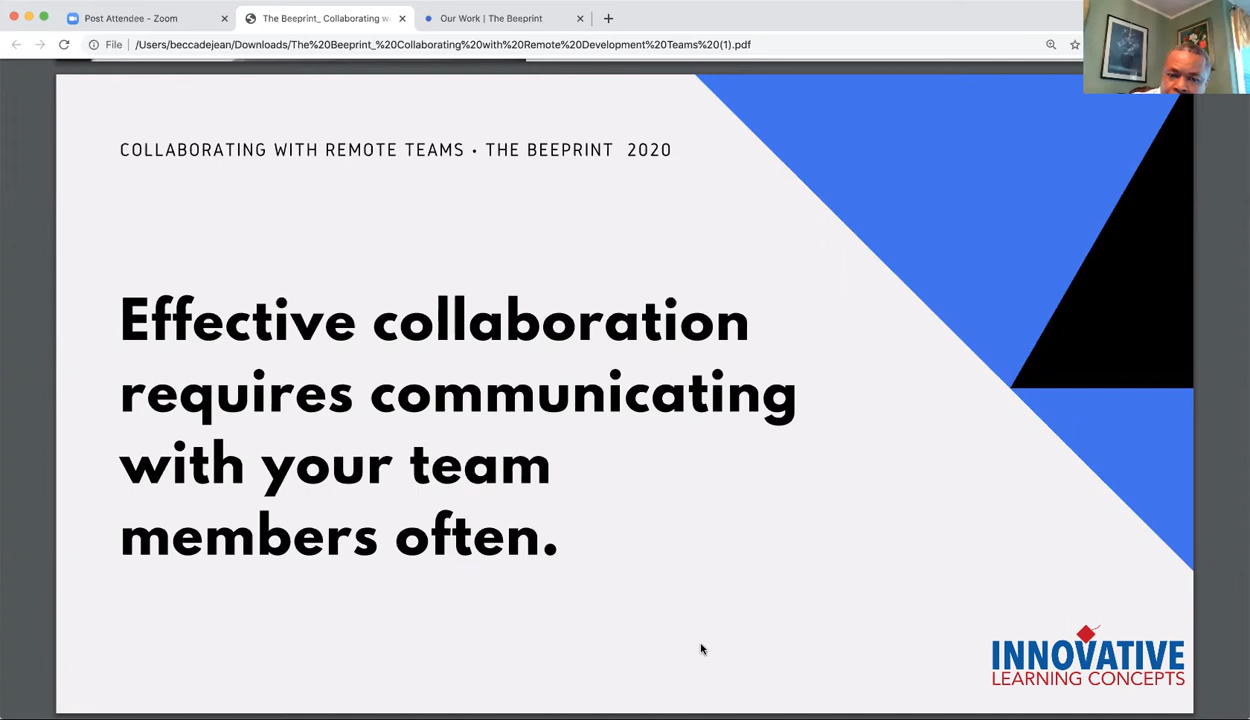 Post Attendee - Zoom
The Beeprint_ Collaborating w
Our Work | The Beeprint
File
/Users/beccadejean/Downloads/The%20Beeprint_%20Collaborating%20with%20Remote%20Development%20Teams%20(1).pdf
COLLABORATING WITH REMOTE TEAMS • THE BEEPRINT 2020
Effective collaboration
requires communicating
with your team
members often.
INNOVATIVE
LEARNING CONCEPTS